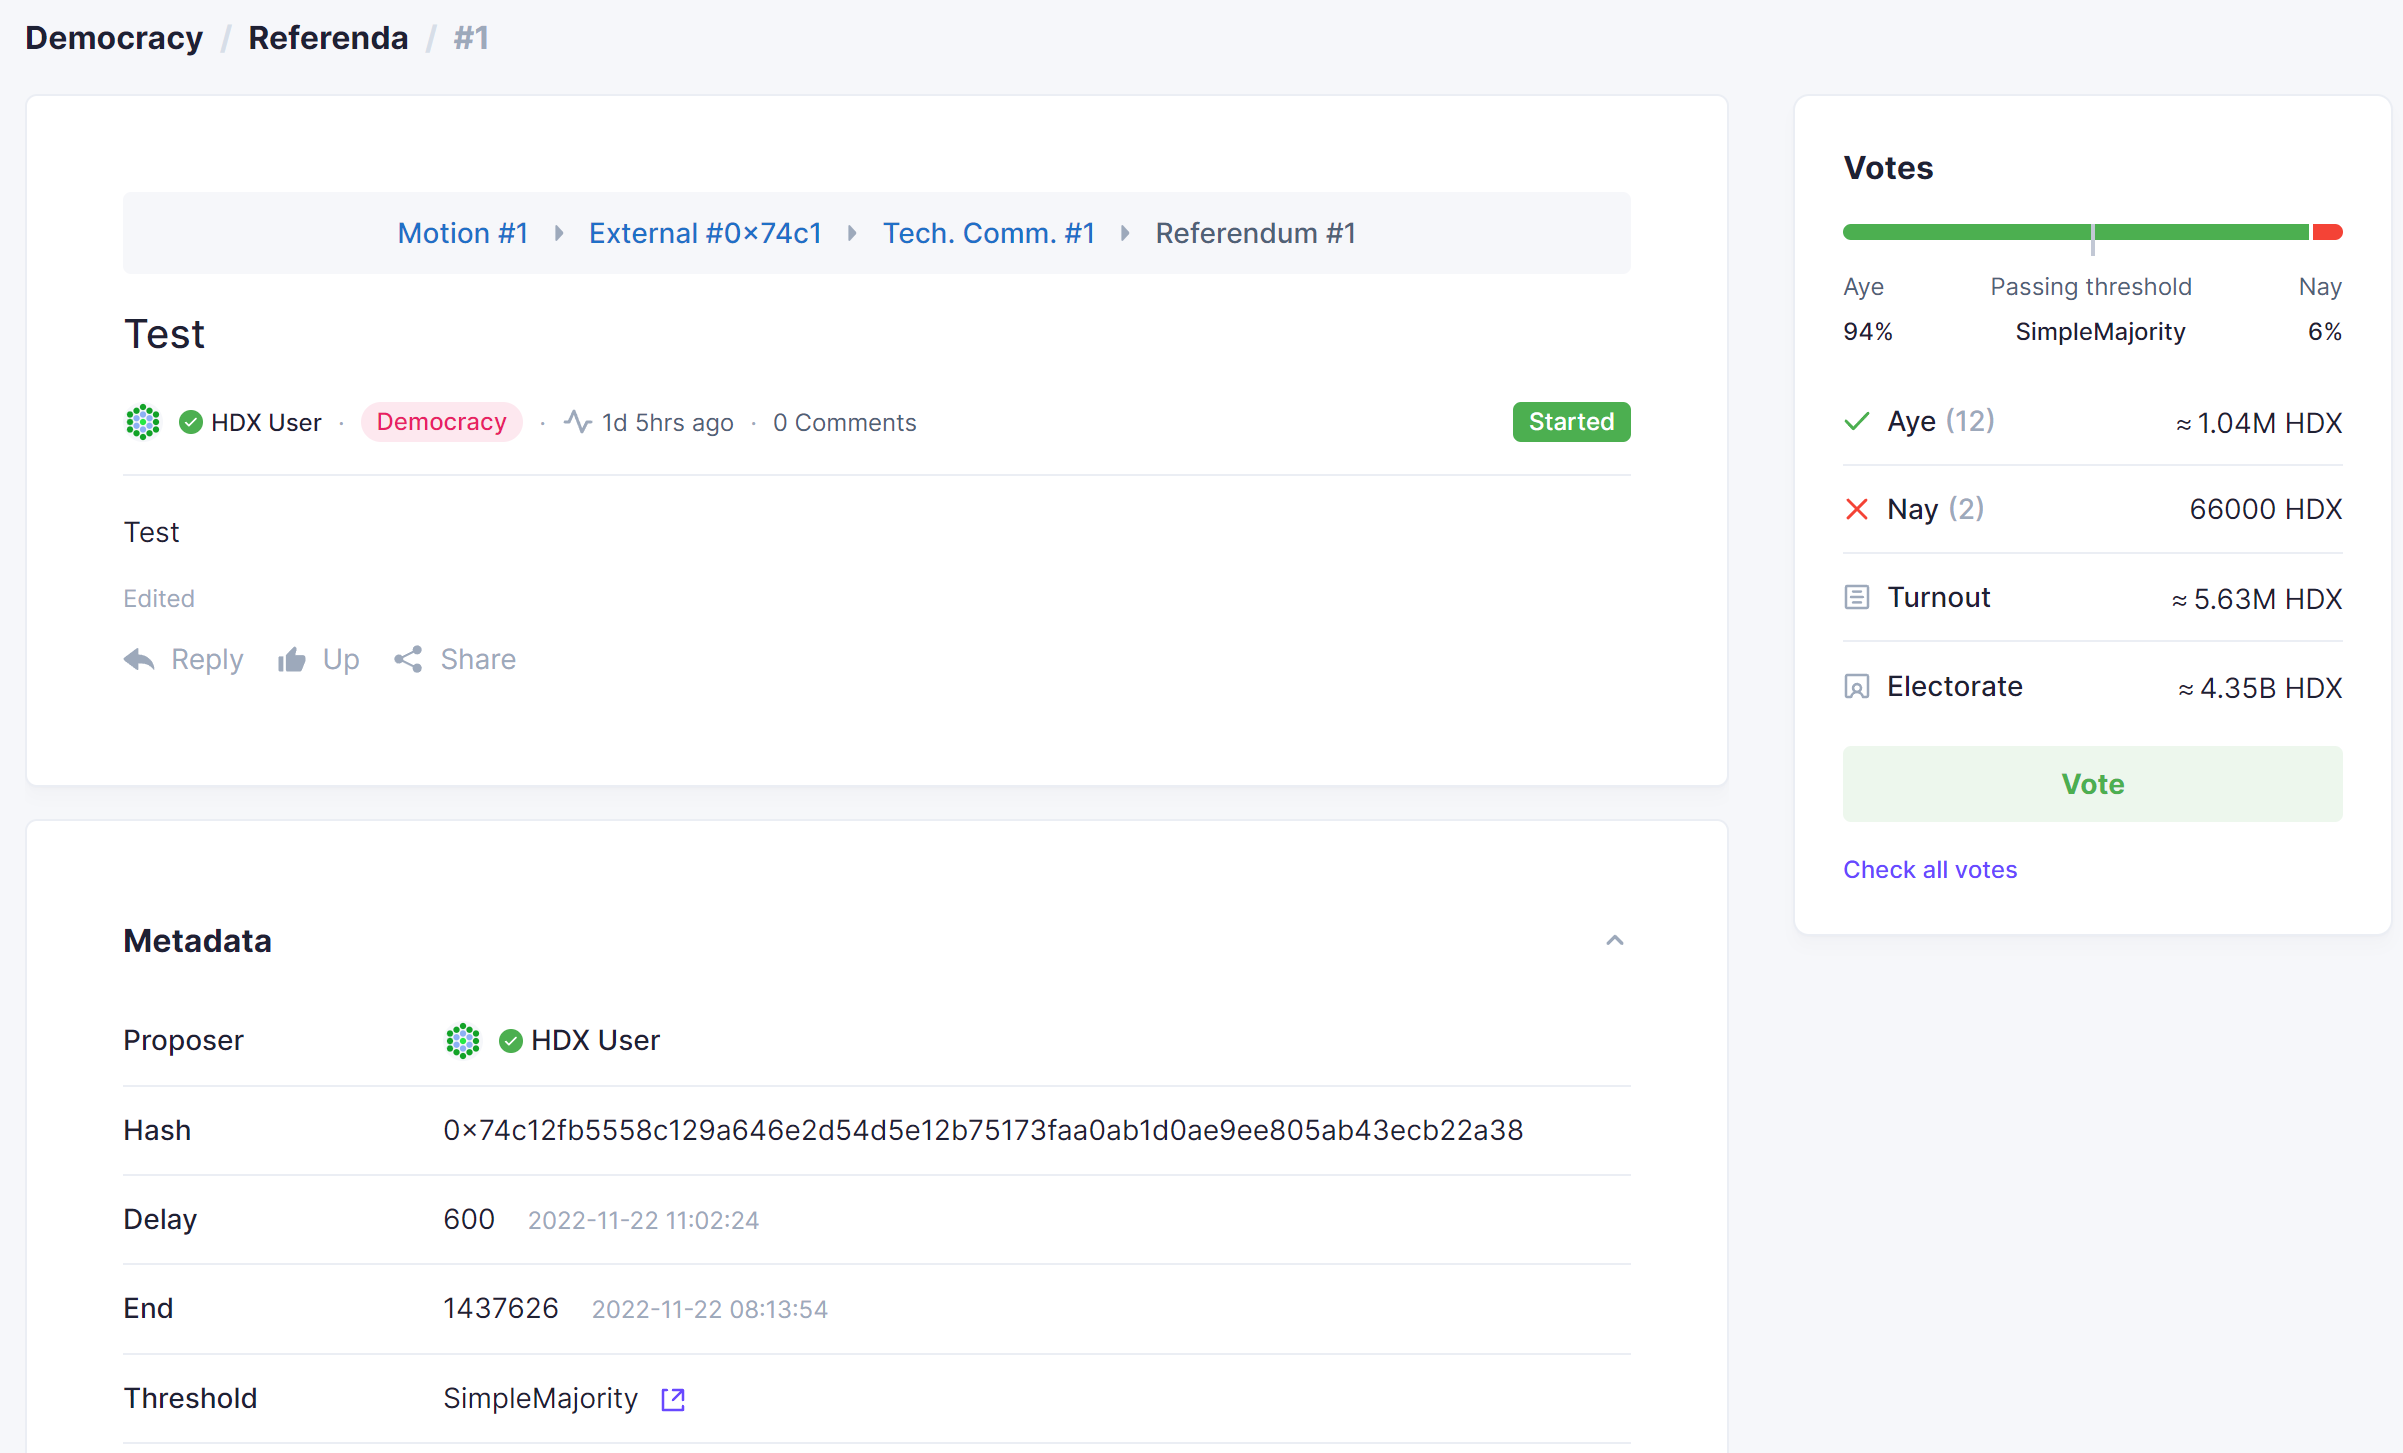 Democracy / Referenda / #1
Motion #1 External #0x74c1 Tech. Comm. #1 Referendum #1
Test
HDX User · Democracy · 1d 5hrs ago · 0 Comments Started
Test
Edited
Reply Up Share
Metadata
Proposer HDX User
Hash 0x74c12fb5558c129a646e2d54d5e12b75173faa0ab1d0ae9ee805ab43ecb22a38
Delay 600 2022-11-22 11:02:24
End 1437626 2022-11-22 08:13:54
Threshold SimpleMajority
Votes
Aye Passing threshold Nay
94% SimpleMajority 6%
Aye (12) ≈ 1.04M HDX
Nay (2) 66000 HDX
Turnout ≈ 5.63M HDX
Electorate ≈ 4.35B HDX
Vote
Check all votes